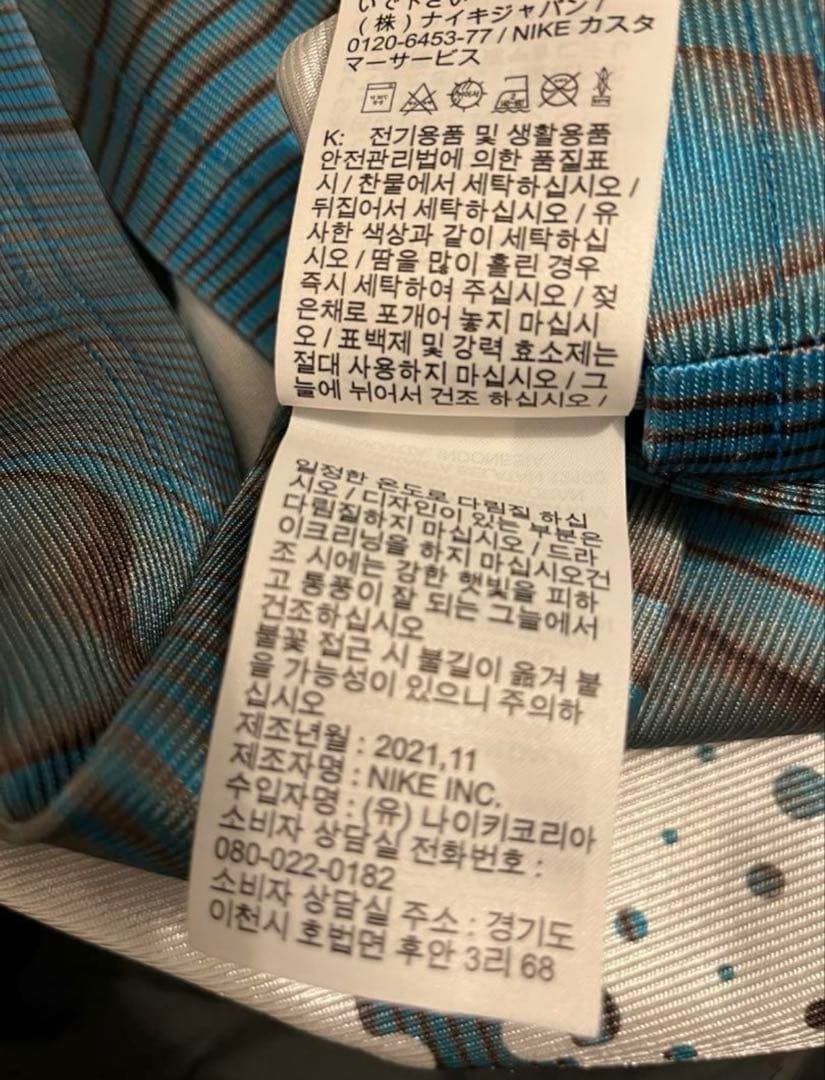 いで下さい
(株)ナイキジャパン/
0120-6453-77/NIKE カスタ
マーサービス
K: 전기용품 및 생활용품
안전관리법에 의한 품질표
시/찬물에서 세탁하십시오/
뒤집어서 세탁하십시오/유
사한 색상과 같이 세탁하십
시오/땀을 많이 흘린 경우
즉시 세탁하여 주십시오/젖
은채로 포개어 놓지 마십시
오/표백제 및 강력 효소제는
절대 사용하지 마십시오/그
늘에 뉘어서 건조 하십시오/
일정한 온도로 다림질 하십
시오/디자인이 있는 부분은
다림질하지 마십시오/드라
이크리닝을 하지 마십시오건
조 시에는 강한 햇빛을 피하
고 통풍이 잘 되는 그늘에서
건조하십시오
불꽃 접근 시 불길이 옮겨 붙
을 가능성이 있으니 주의하
십시오
제조년월 : 2021,11
제조자명 : NIKE INC.
수입자명 : (유) 나이키코리아
소비자 상담실 전화번호 :
080-022-0182
소비자 상담실 주소 : 경기도
이천시 호법면 후안 3리 68